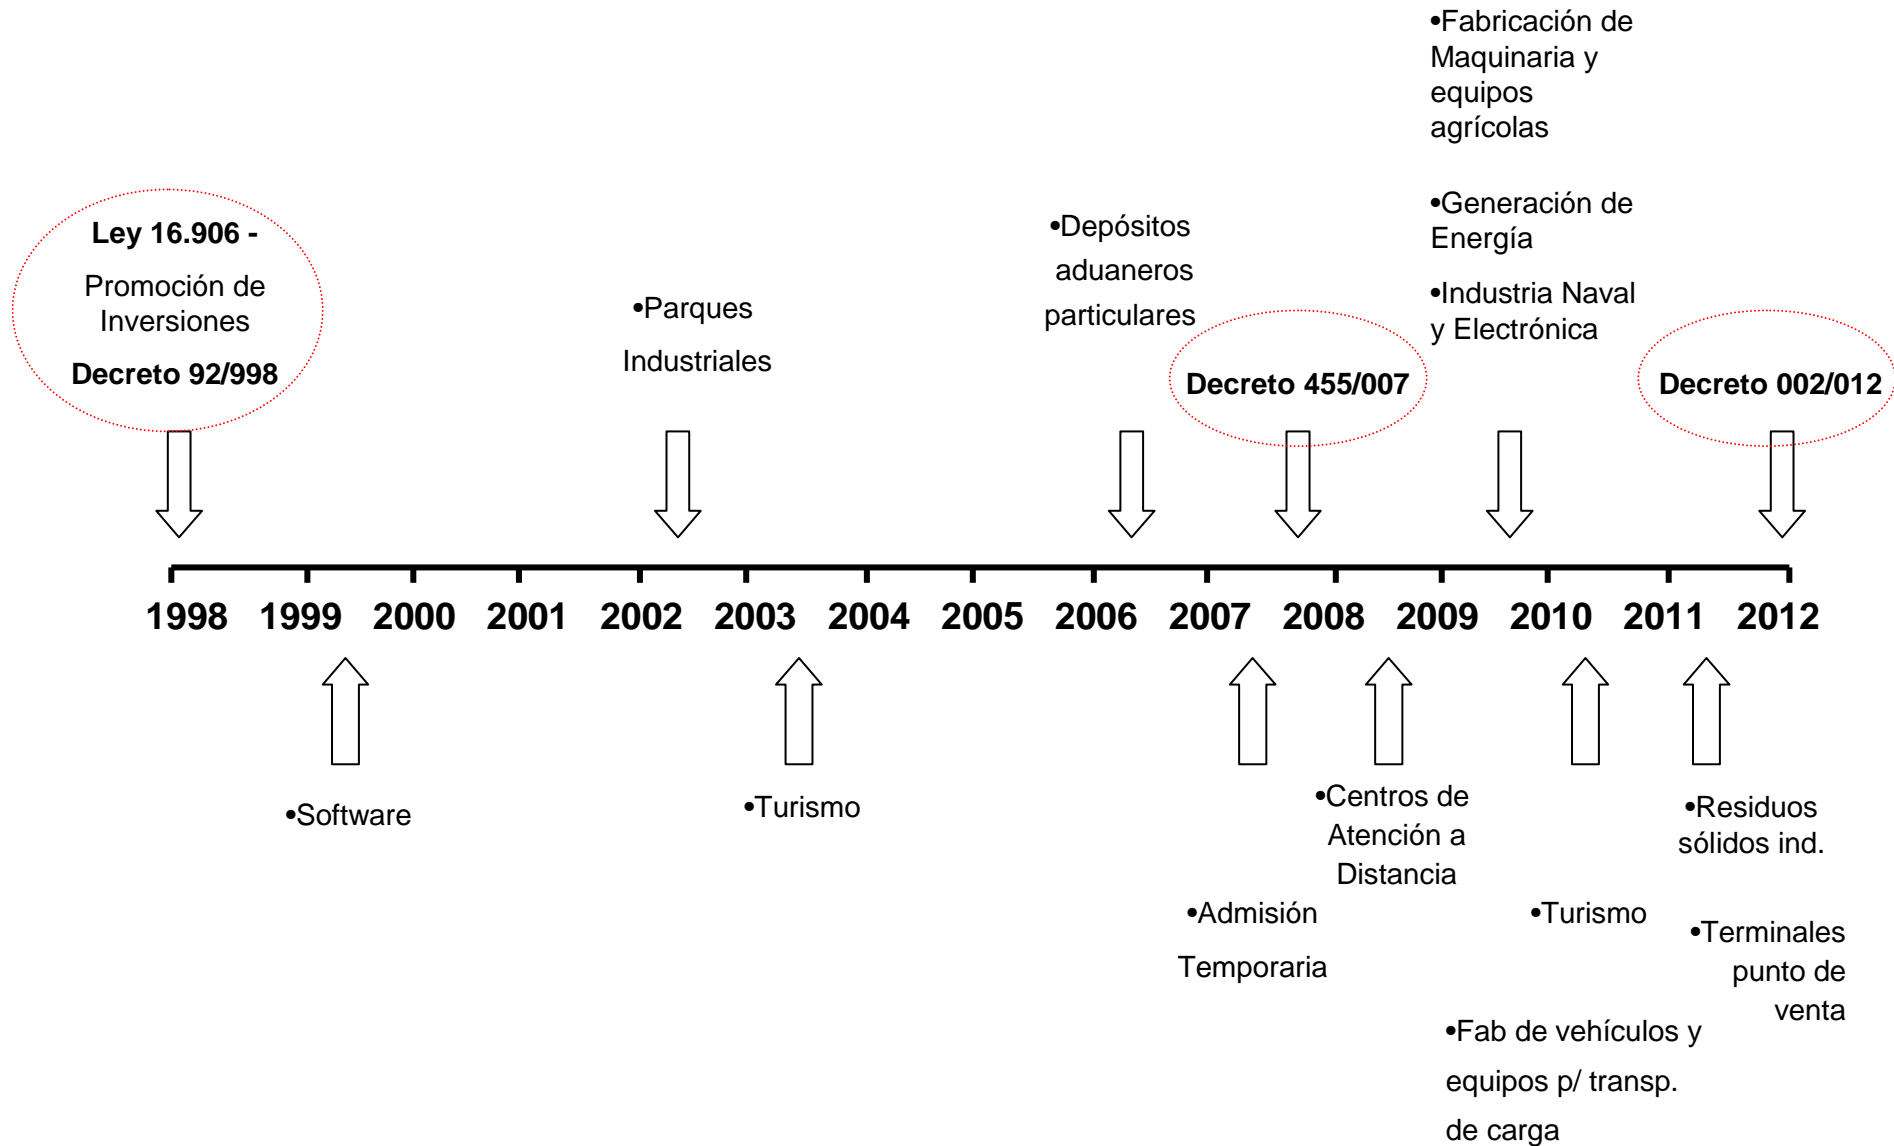 •Fabricación de
Maquinaria y
equipos
agrícolas
•Generación de
Energía
•Industria Naval
y Electrónica
Ley 16.906 -
Promoción de
Inversiones
Decreto 92/998
•Parques
Industriales
•Depósitos
aduaneros
particulares
Decreto 455/007
Decreto 002/012
1998 1999 2000 2001 2002 2003 2004 2005 2006 2007 2008 2009 2010 2011 2012
•Software
•Turismo
•Admisión
Temporaria
•Centros de
Atención a
Distancia
•Turismo
•Fab de vehículos y
equipos p/ transp.
de carga
•Residuos
sólidos ind.
•Terminales
punto de
venta